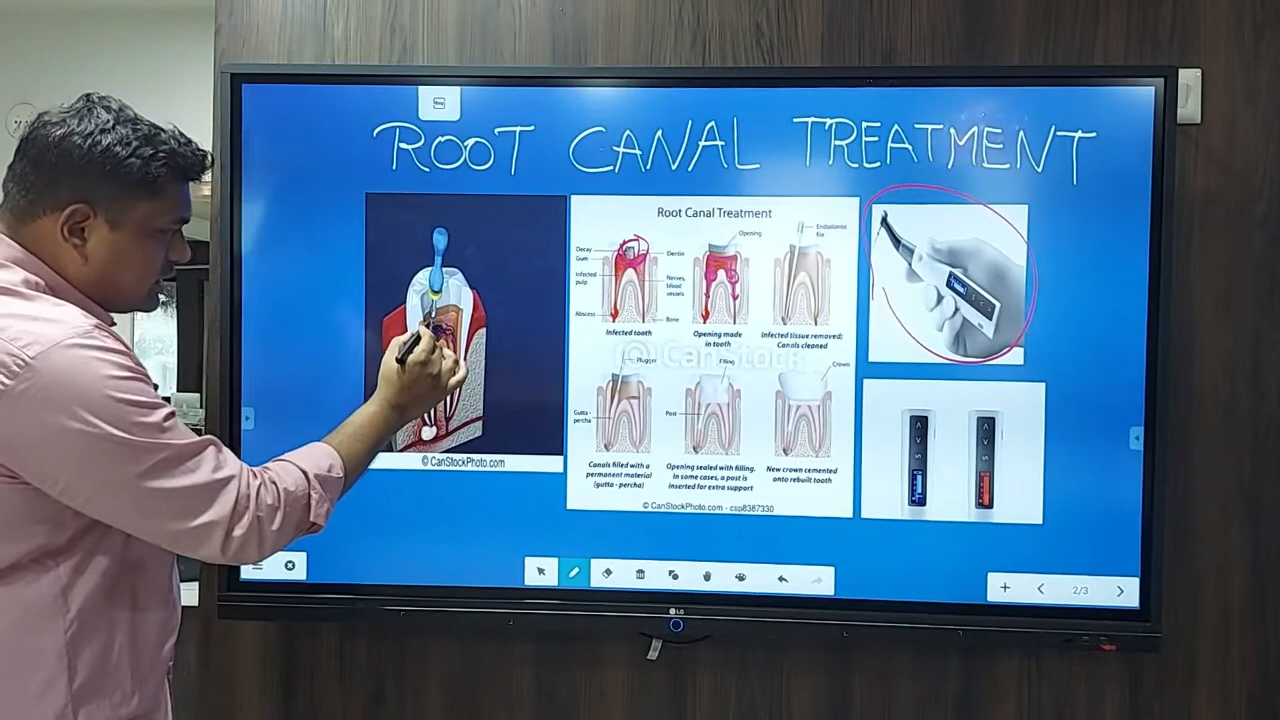 ROOT CANAL TREATMENT
Root Canal Treatment
Decay
Gum
Infected
pulp
Abscess
Dentin
Nerves,
blood
vessels
Bone
Infected tooth
Opening
Opening made
in tooth
Endodontic
file
Infected tissue removed;
Canals cleaned
CanStock
Plugger
Gutta -
percha
Canals filled with a
permanent material
(gutta - percha)
Filling
Post
Opening sealed with filling.
In some cases, a post is
inserted for extra support
Crown
New crown cemented
onto rebuilt tooth
© CanStockPhoto.com
© CanStockPhoto.com - csp8387330
2/3
LG